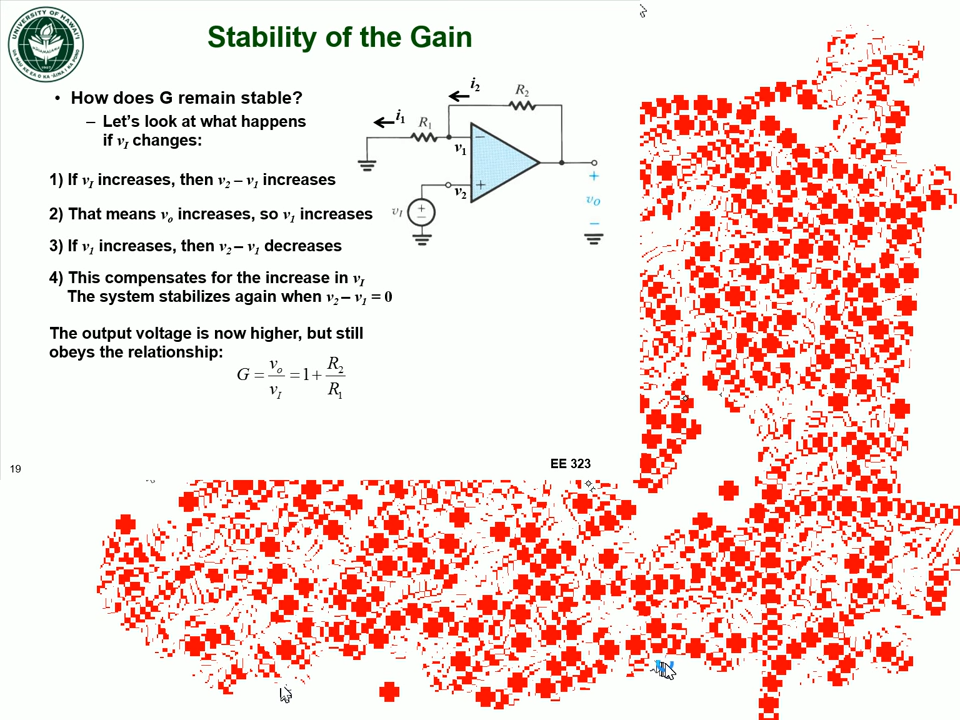 UNIVERSITY OF HAWAI'I
Stability of the Gain
• How does G remain stable?
– Let's look at what happens
if vI changes:
1) If vI increases, then v2 – v1 increases
2) That means vo increases, so v1 increases
3) If v1 increases, then v2 – v1 decreases
4) This compensates for the increase in vI
The system stabilizes again when v2 – v1 = 0
The output voltage is now higher, but still
obeys the relationship:
G = vo/vI = 1 + R2/R1
i2
R2
i1
R1
v1
−
v2
+
vI
+
−
+
vO
−
19
EE 323